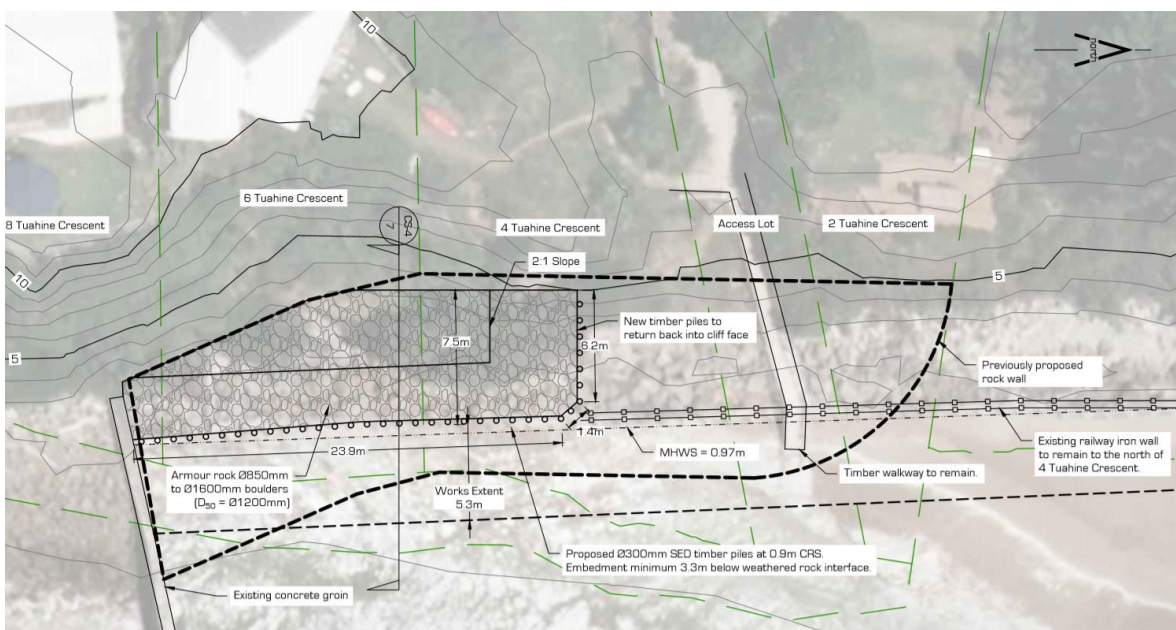 10
north
6 Tuahine Crescent
8 Tuahine Crescent
4 Tuahine Crescent
Access Lot
2 Tuahine Crescent
CS-4
7
2:1 Slope
10
5
5
New timber piles to
return back into cliff face
7.5m
6.2m
Previously proposed
rock wall
1.4m
23.9m
MHWS = 0.97m
Existing railway iron wall
to remain to the north of
4 Tuahine Crescent.
Armour rock Ø850mm
to Ø1600mm boulders
(D50 = Ø1200mm)
Timber walkway to remain.
Works Extent
5.3m
Proposed Ø300mm SED timber piles at 0.9m CRS.
Embedment minimum 3.3m below weathered rock interface.
Existing concrete groin